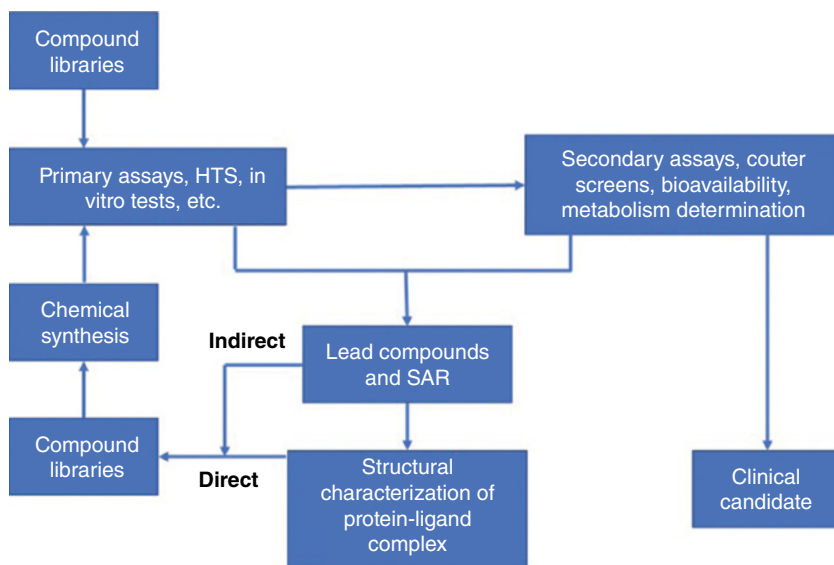 Compound
libraries
Primary assays, HTS, in
vitro tests, etc.
Secondary assays, couter
screens, bioavailability,
metabolism determination
Chemical
synthesis
Indirect
Lead compounds
and SAR
Compound
libraries
Direct
Structural
characterization of
protein-ligand
complex
Clinical
candidate